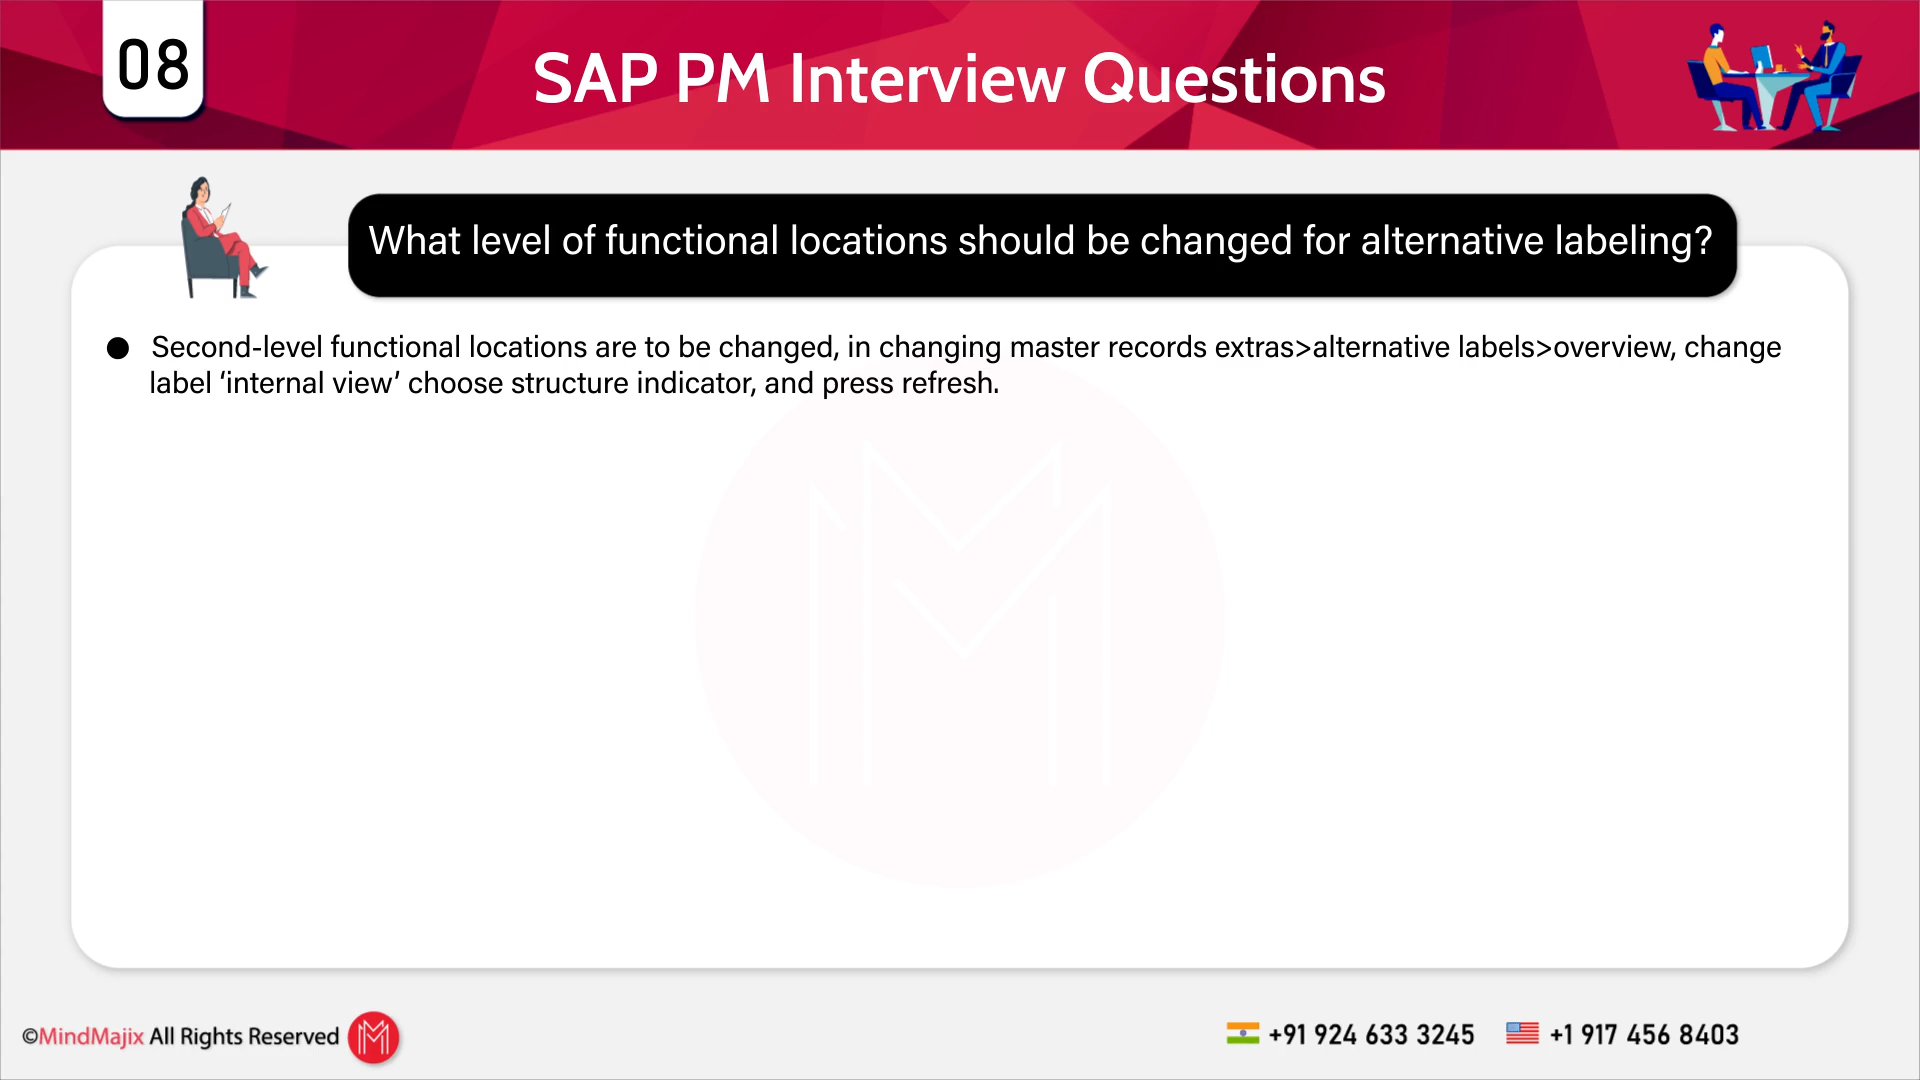 08
SAP PM Interview Questions
What level of functional locations should be changed for alternative labeling?
● Second-level functional locations are to be changed, in changing master records extras>alternative labels>overview, change
label ‘internal view’ choose structure indicator, and press refresh.
©MindMajix All Rights Reserved
+91 924 633 3245
+1 917 456 8403